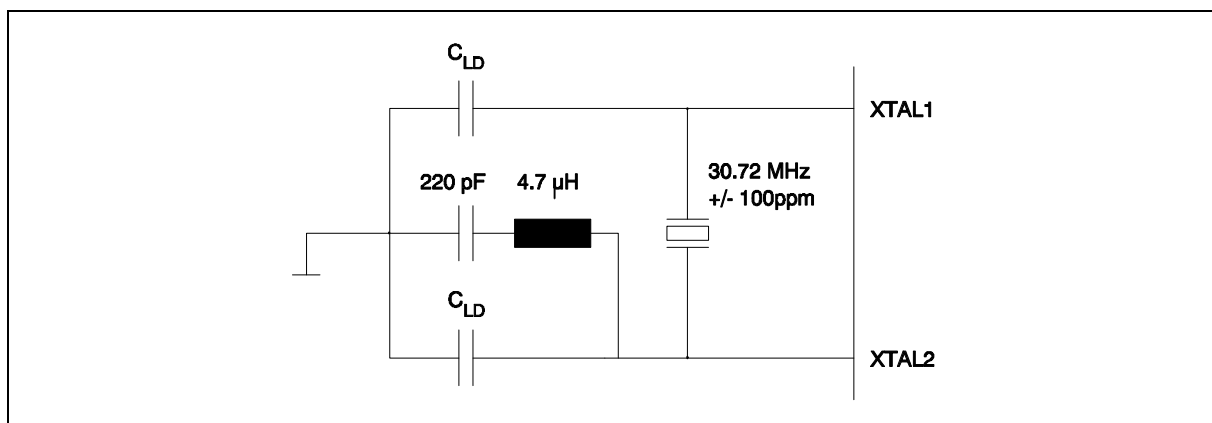 C_LD
XTAL1
220 pF
4.7 µH
30.72 MHz
+/- 100ppm
C_LD
XTAL2